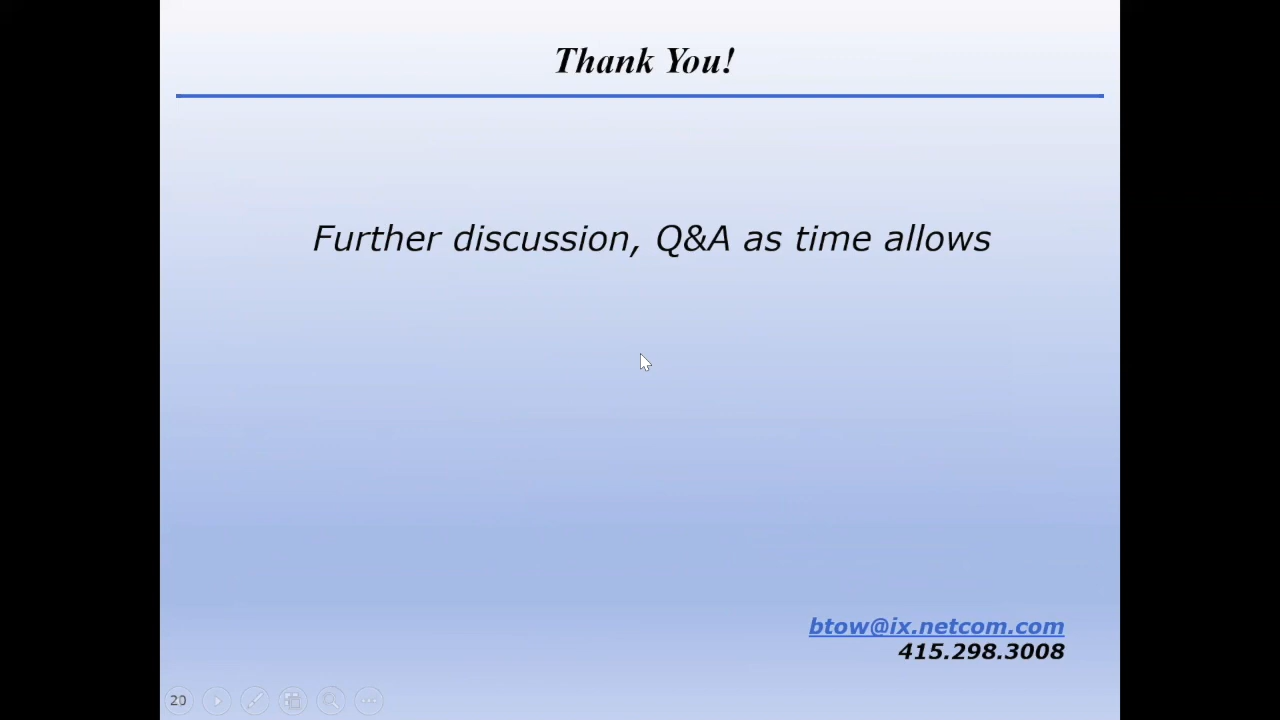 Thank You!
Further discussion, Q&A as time allows
btow@ix.netcom.com
415.298.3008
20